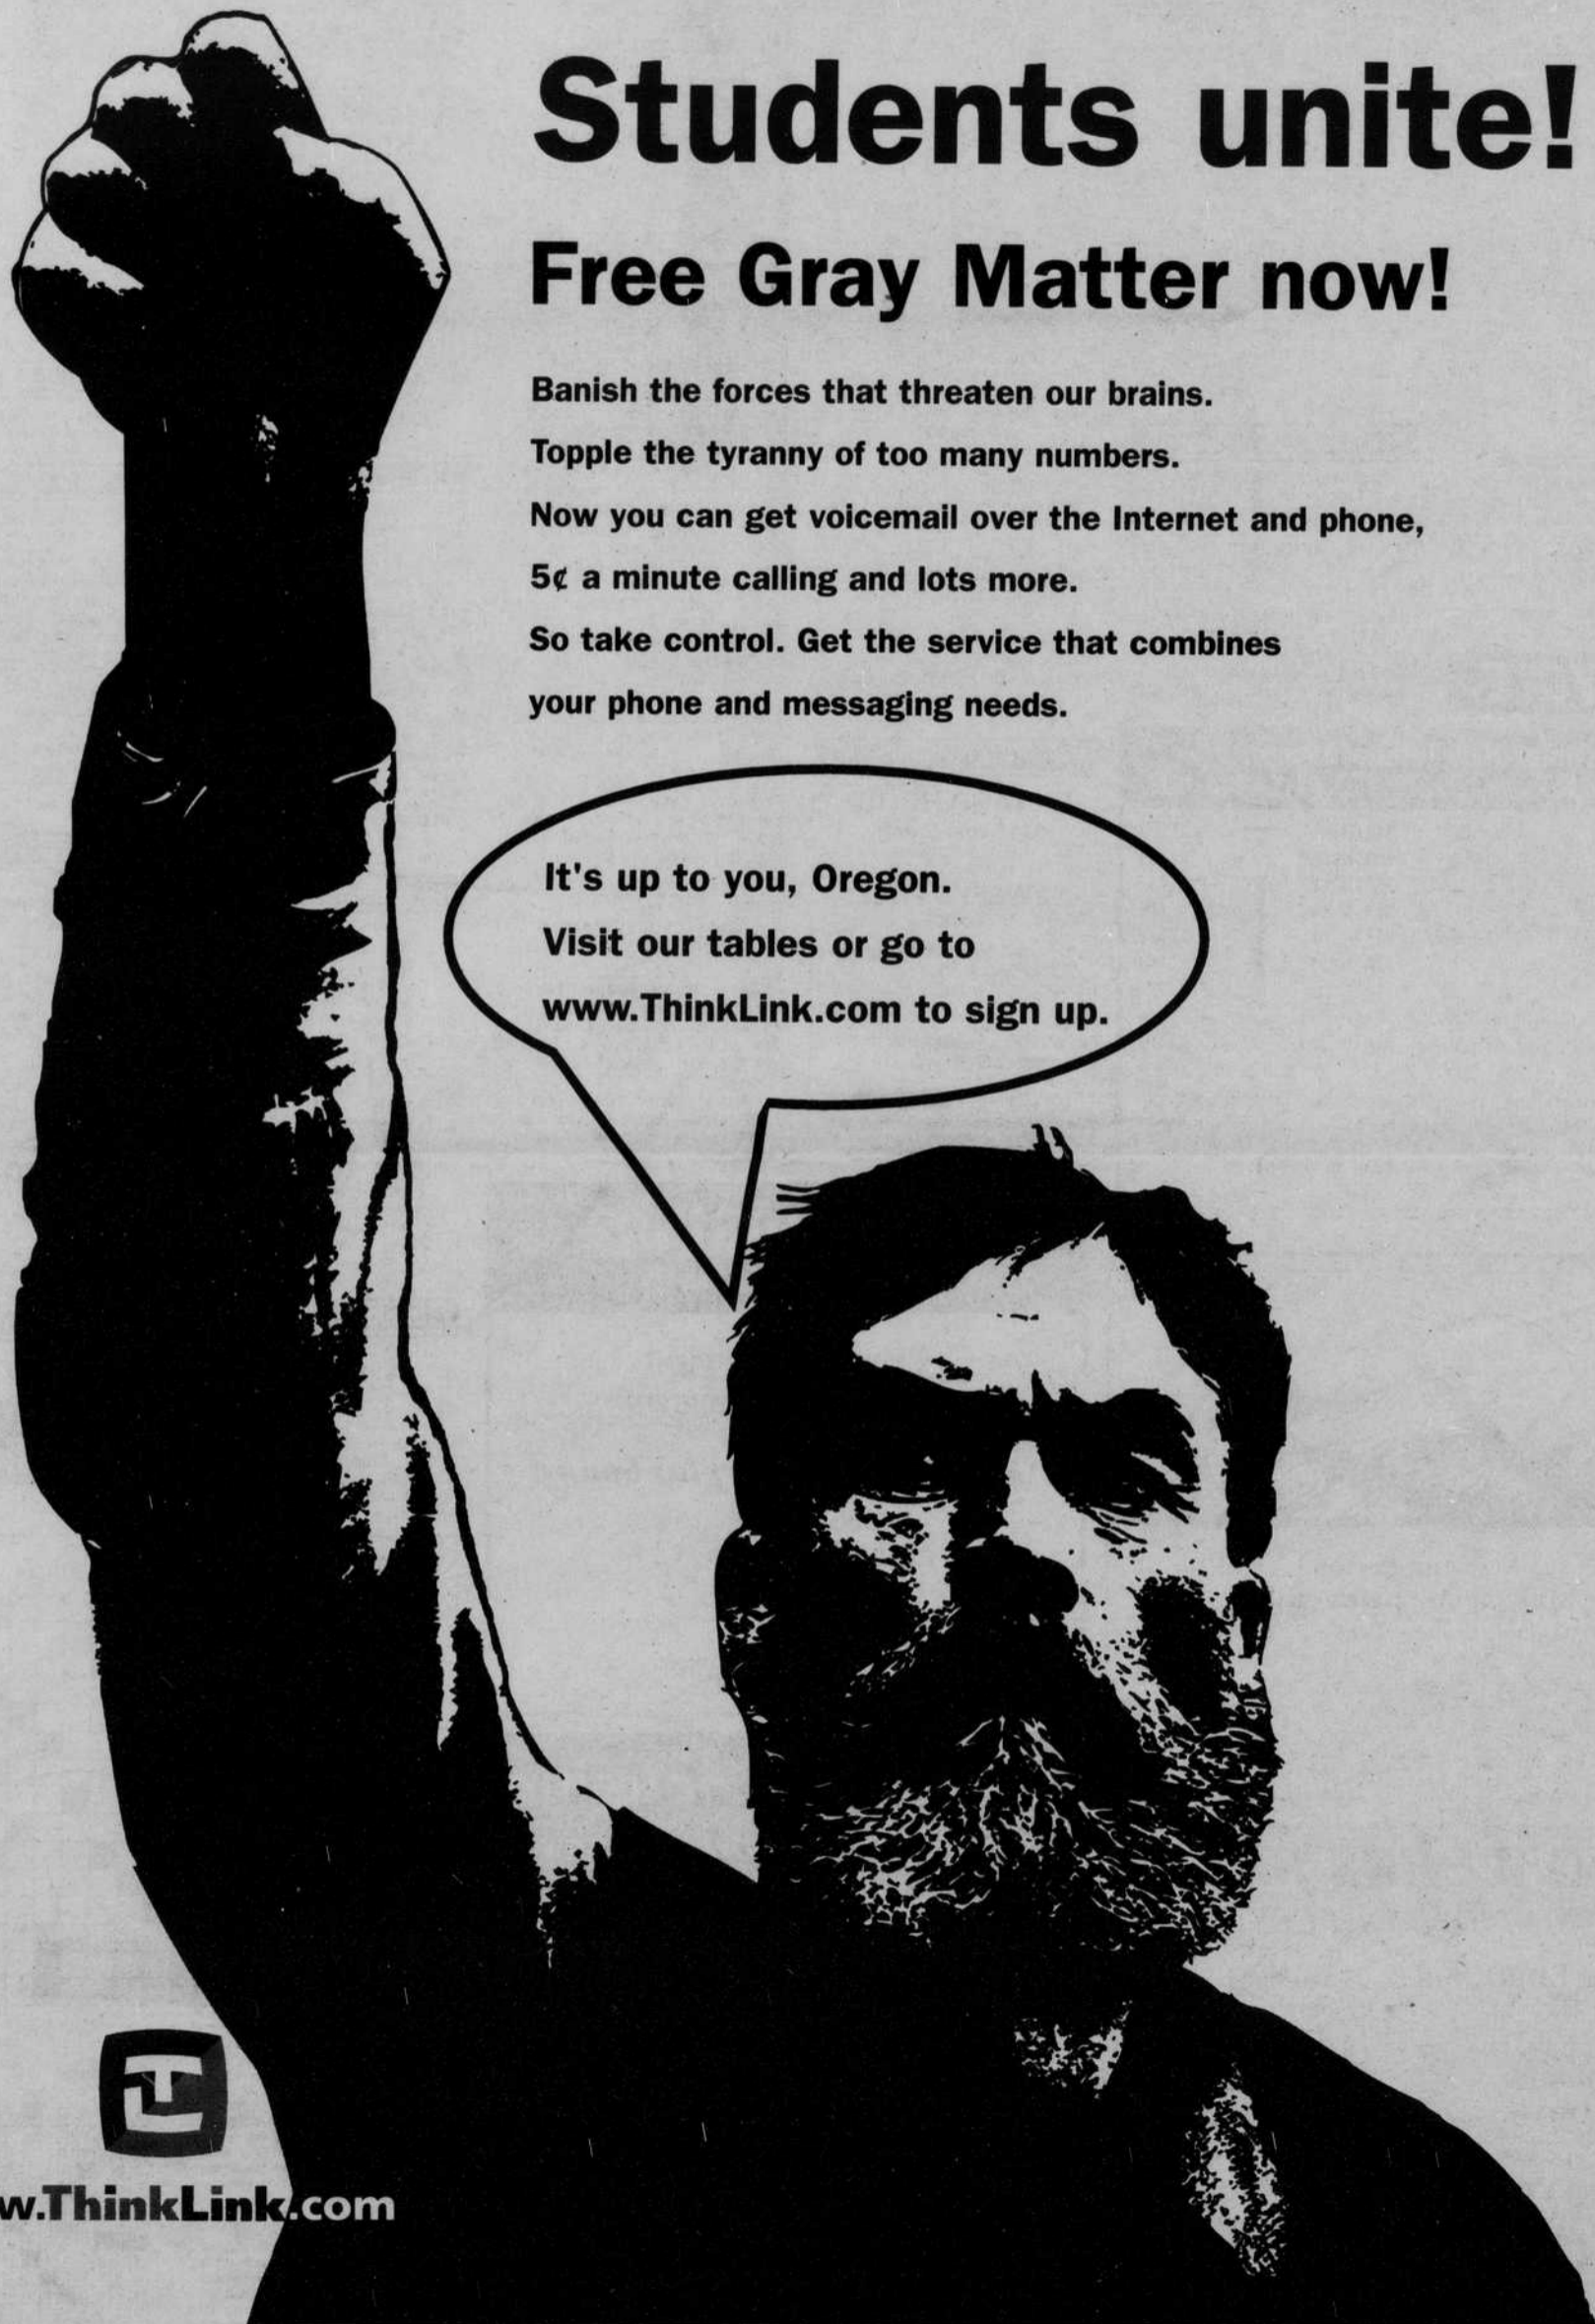 Students unite!
Free Gray Matter now!
Banish the forces that threaten our brains.
Topple the tyranny of too many numbers.
Now you can get voicemail over the Internet and phone,
5¢ a minute calling and lots more.
So take control. Get the service that combines
your phone and messaging needs.
It's up to you, Oregon.
Visit our tables or go to
www.ThinkLink.com to sign up.
TL
w.ThinkLink.com